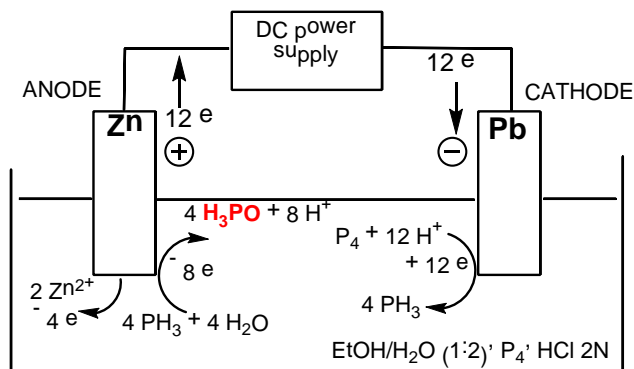 DC power
supply
ANODE
12 e
CATHODE
Zn
12 e
Pb
+
−
4 H₃PO + 8 H⁺
P₄ + 12 H⁺
- 8 e
+ 12 e
2 Zn²⁺
- 4 e
4 PH₃ + 4 H₂O
4 PH₃
EtOH/H₂O (1:2), P₄, HCl 2N